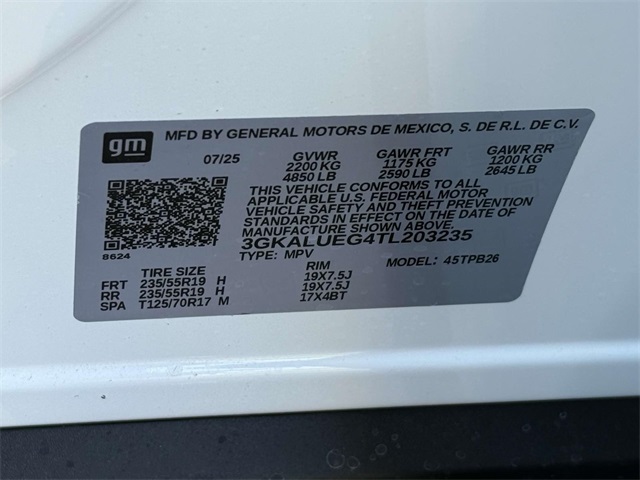 gm
MFD BY GENERAL MOTORS DE MEXICO, S. DE R.L. DE C.V.
07/25 GVWR GAWR FRT GAWR RR
2200 KG 1175 KG 1200 KG
4850 LB 2590 LB 2645 LB
THIS VEHICLE CONFORMS TO ALL
APPLICABLE U.S. FEDERAL MOTOR
VEHICLE SAFETY AND THEFT PREVENTION
STANDARDS IN EFFECT ON THE DATE OF
MANUFACTURE SHOWN ABOVE.
3GKALUEG4TL203235
8624 TYPE: MPV MODEL: 45TPB26
TIRE SIZE RIM
FRT 235/55R19 H 19X7.5J
RR 235/55R19 H 19X7.5J
SPA T125/70R17 M 17X4BT